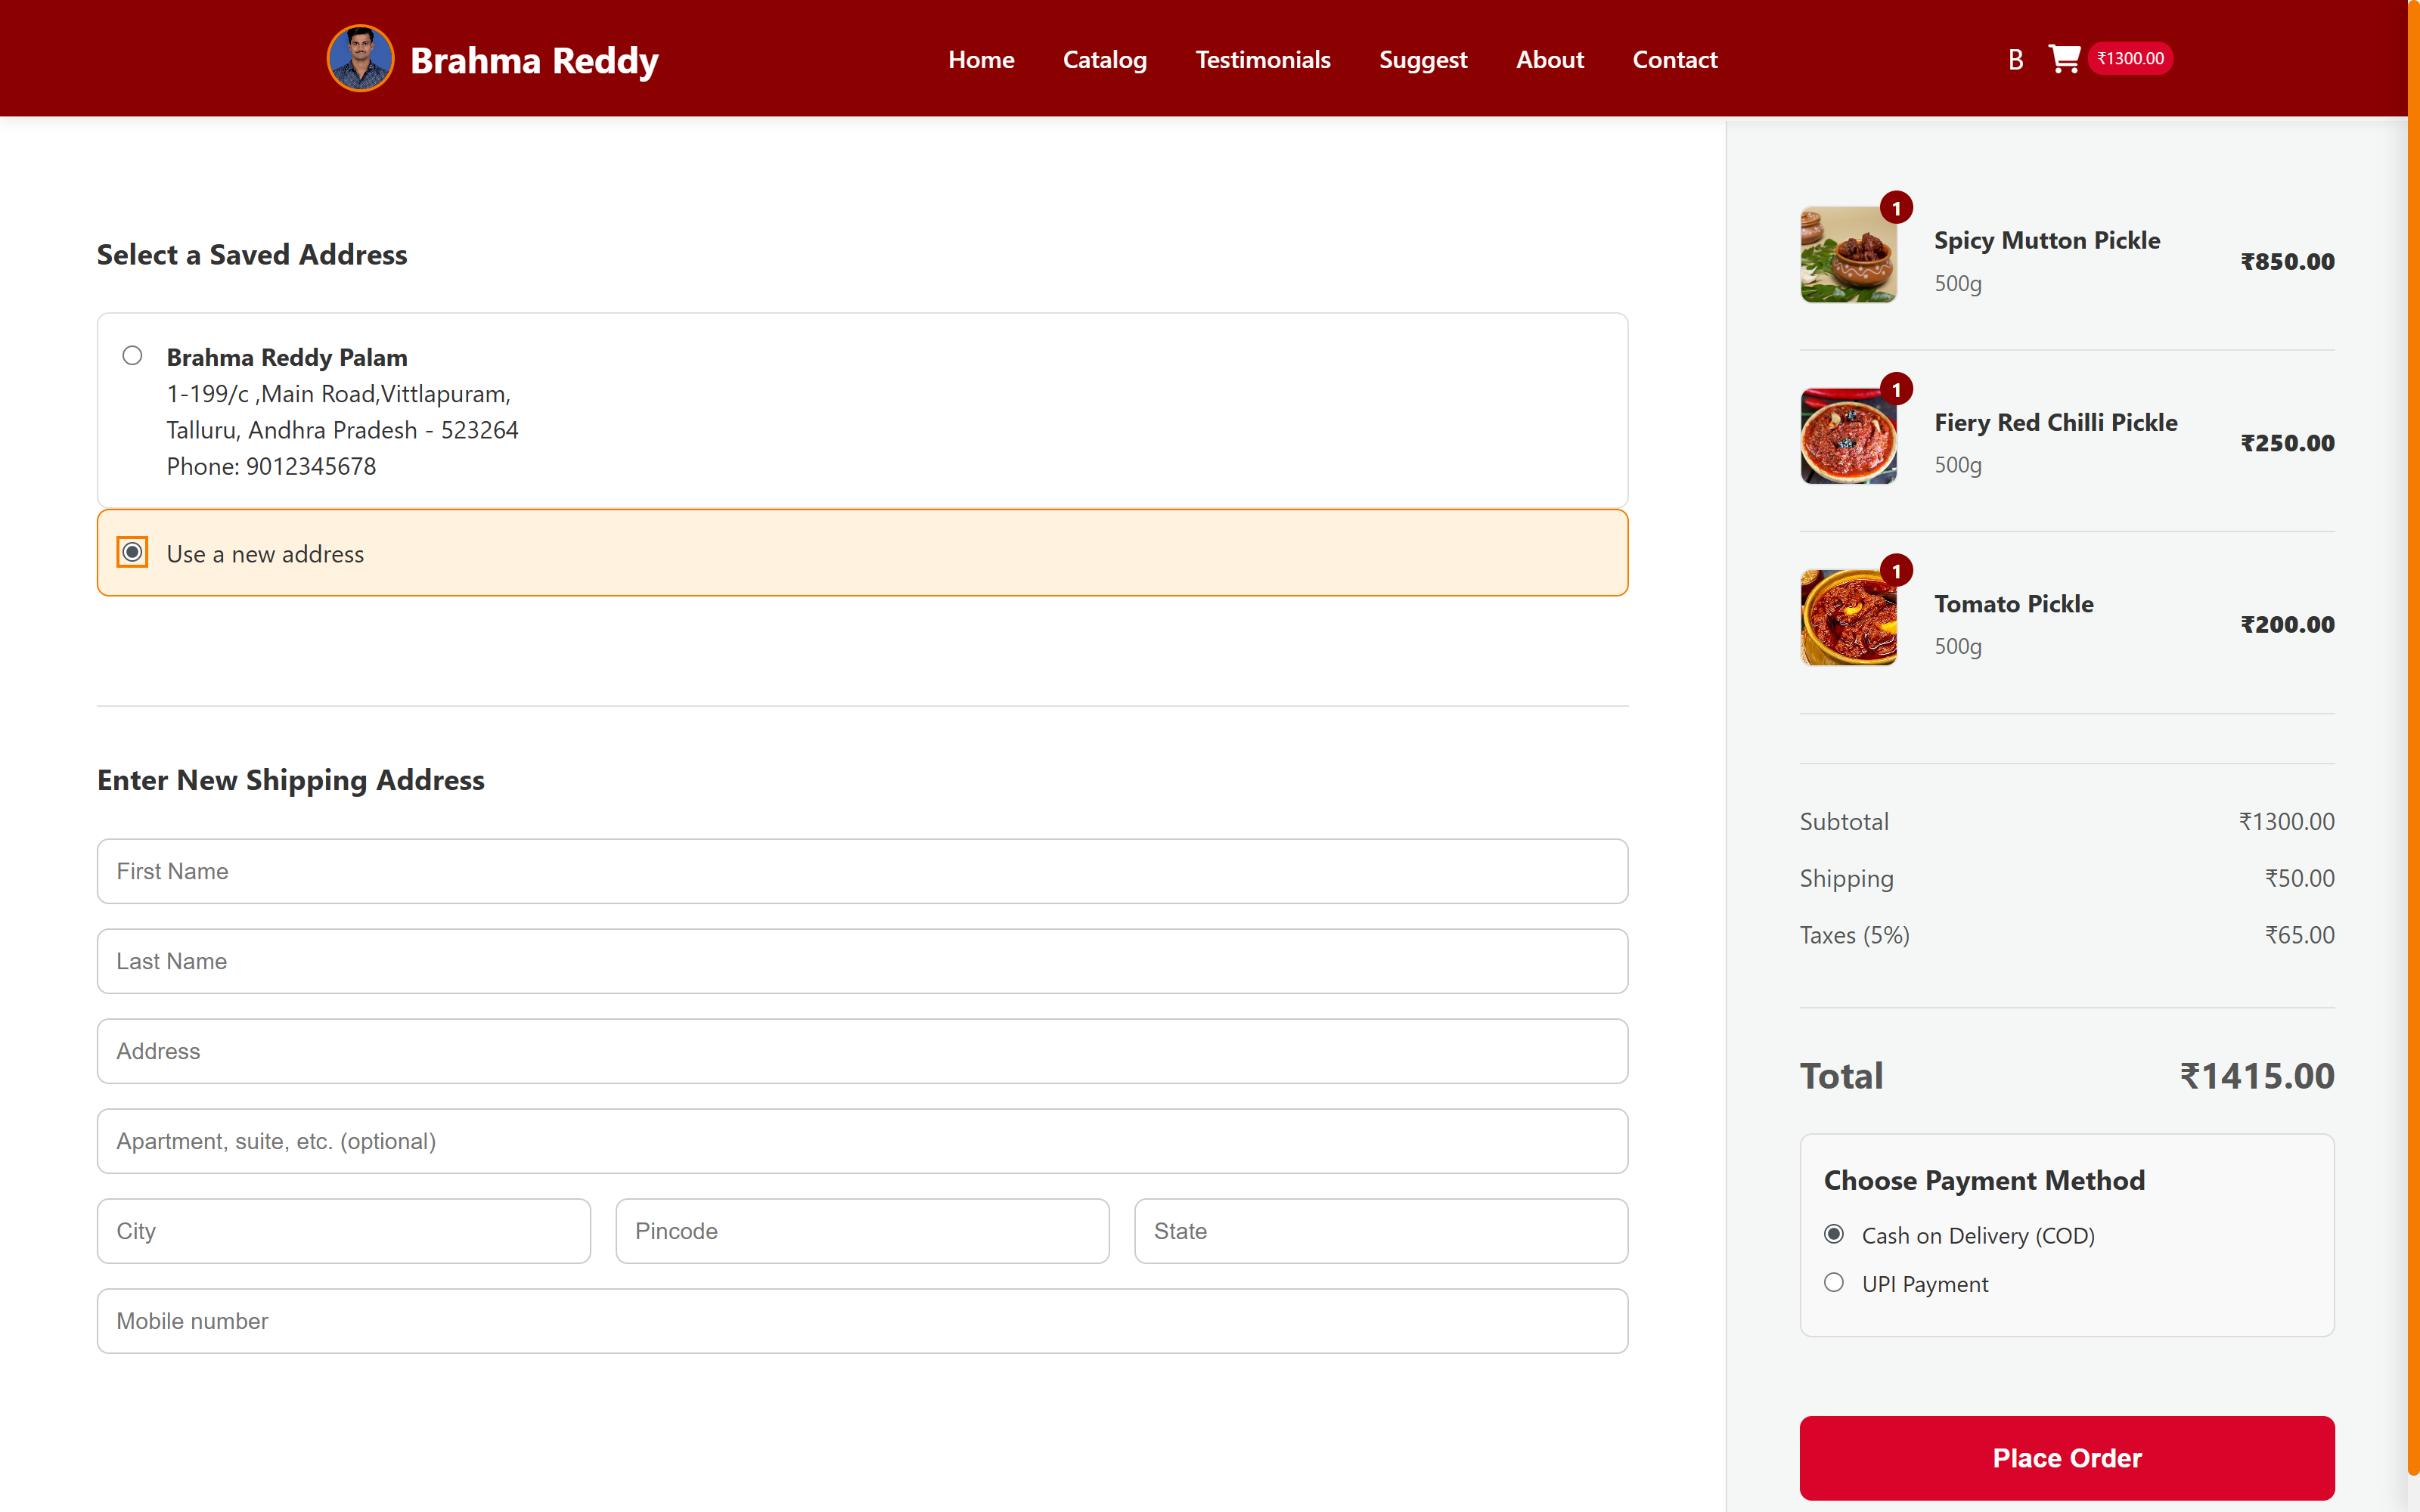 Brahma Reddy
Home
Catalog
Testimonials
Suggest
About
Contact
B
₹1300.00
Select a Saved Address
Brahma Reddy Palam
1-199/c ,Main Road,Vittlapuram,
Talluru, Andhra Pradesh - 523264
Phone: 9012345678
Use a new address
Enter New Shipping Address
First Name
Last Name
Address
Apartment, suite, etc. (optional)
City
Pincode
State
Mobile number
1
Spicy Mutton Pickle
500g
₹850.00
1
Fiery Red Chilli Pickle
500g
₹250.00
1
Tomato Pickle
500g
₹200.00
Subtotal ₹1300.00
Shipping ₹50.00
Taxes (5%) ₹65.00
Total ₹1415.00
Choose Payment Method
Cash on Delivery (COD)
UPI Payment
Place Order